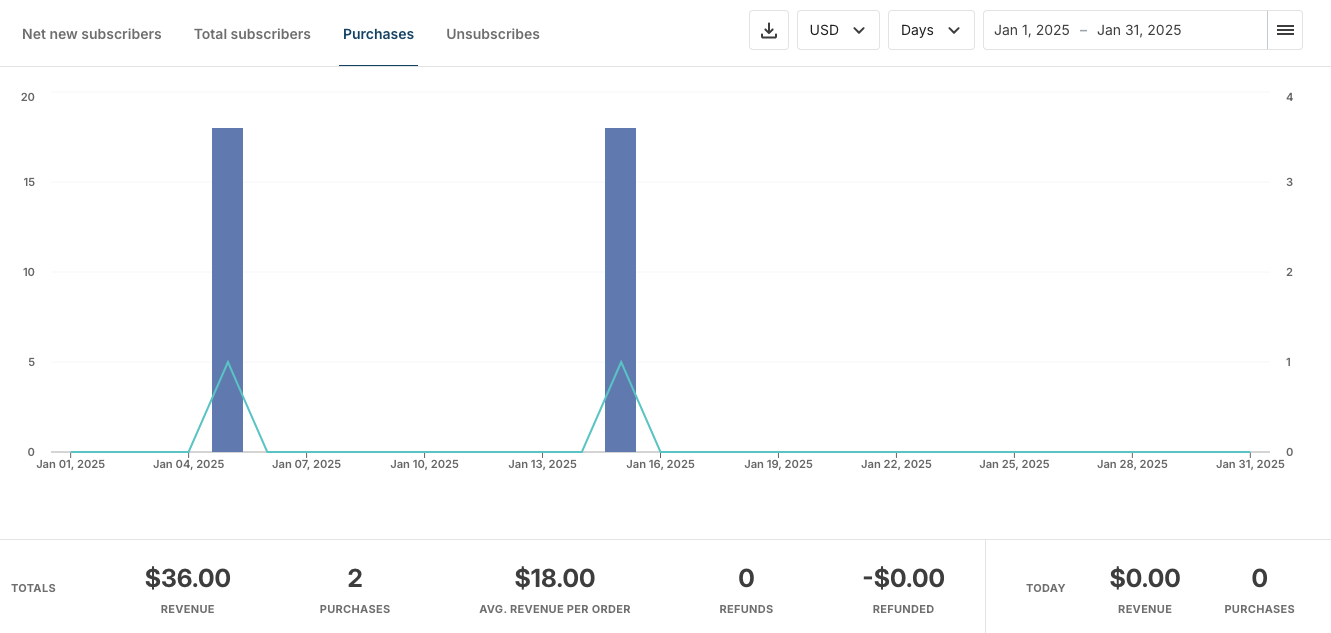 Net new subscribers Total subscribers Purchases Unsubscribes USD Days Jan 1, 2025 – Jan 31, 2025
20 4
15 3
10 2
5 1
0 0
Jan 01, 2025 Jan 04, 2025 Jan 07, 2025 Jan 10, 2025 Jan 13, 2025 Jan 16, 2025 Jan 19, 2025 Jan 22, 2025 Jan 25, 2025 Jan 28, 2025 Jan 31, 2025
TOTALS $36.00 2 $18.00 0 -$0.00 TODAY $0.00 0
REVENUE PURCHASES AVG. REVENUE PER ORDER REFUNDS REFUNDED REVENUE PURCHASES